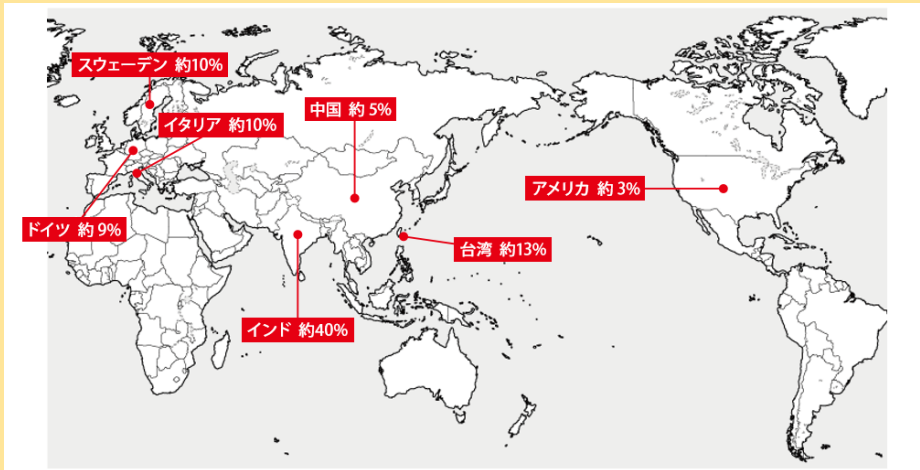 スウェーデン 約10%
イタリア 約10%
中国 約5%
アメリカ 約3%
ドイツ 約9%
台湾 約13%
インド 約40%